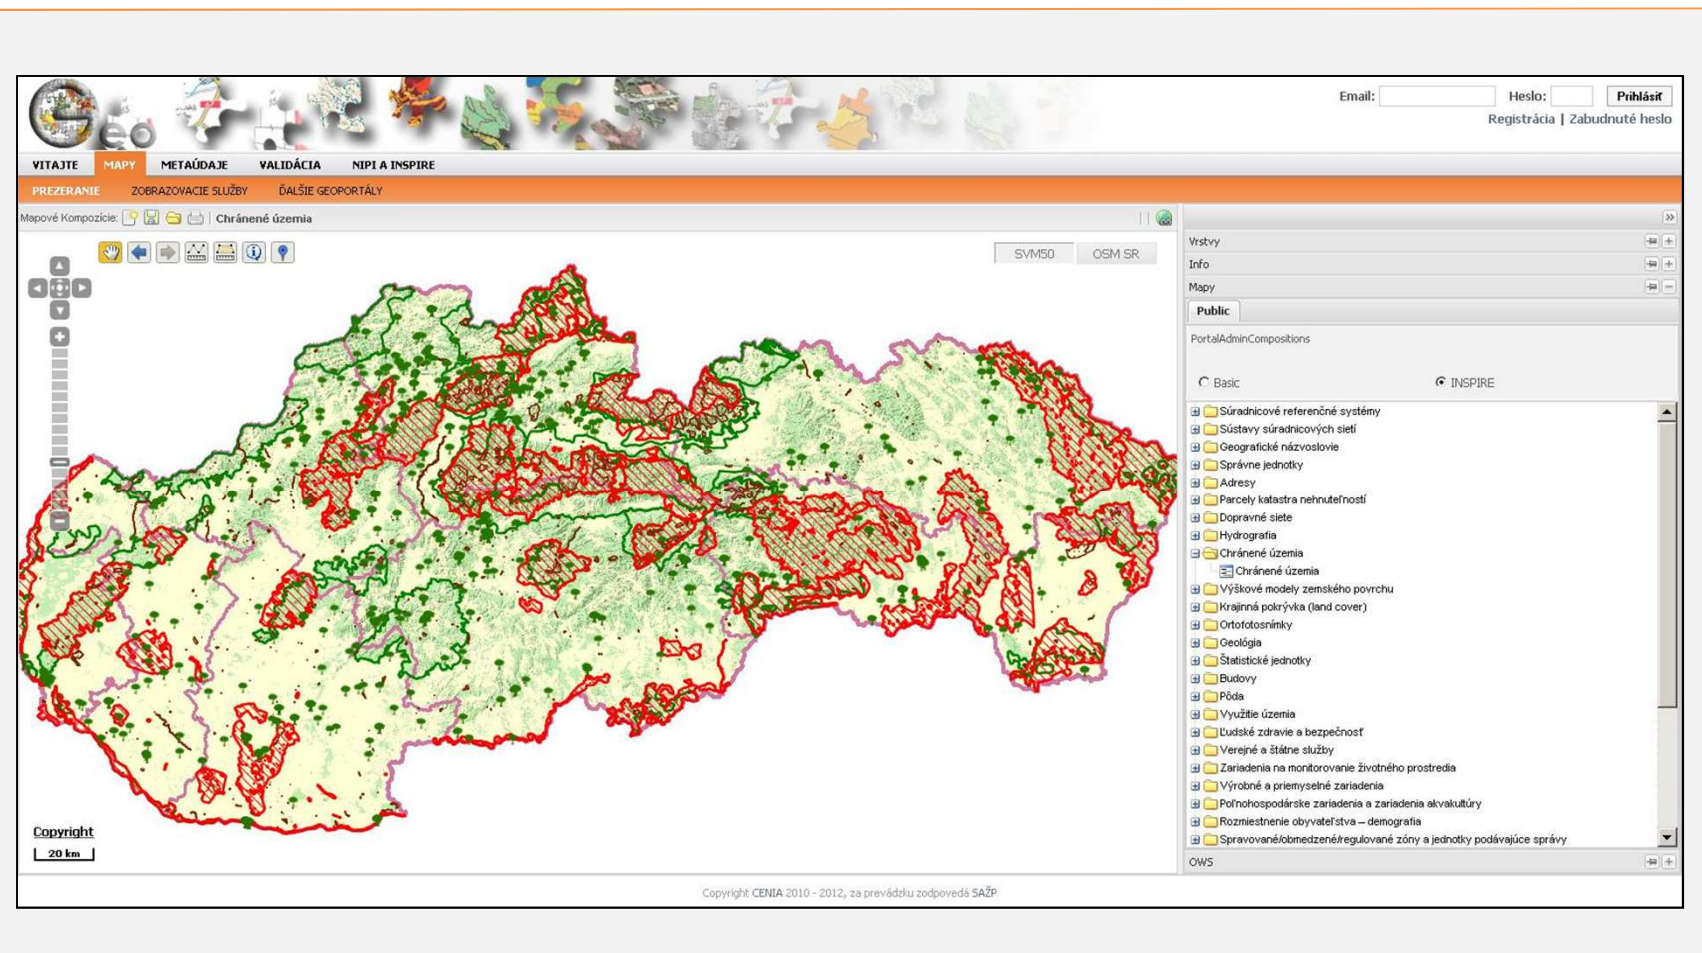 Geo
Email: Heslo: Prihlásiť
Registrácia | Zabudnuté heslo
VITAJTE MAPY METAÚDAJE VALIDÁCIA NIPI A INSPIRE
PREZERANIE ZOBRAZOVACIE SLUŽBY ĎALŠIE GEOPORTÁLY
Mapové Kompozície: Chránené územia
SVM50 OSM SR
Vrstvy
Info
Mapy
Public
PortalAdminCompositions
Basic INSPIRE
Súradnicové referenčné systémy
Sústavy súradnicových sietí
Geografické názvoslovie
Správne jednotky
Adresy
Parcely katastra nehnuteľností
Dopravné siete
Hydrografia
Chránené územia
Chránené územia
Výškové modely zemského povrchu
Krajinná pokrývka (land cover)
Ortofotosnímky
Geológia
Štatistické jednotky
Budovy
Pôda
Využitie územia
Ľudské zdravie a bezpečnosť
Verejné a štátne služby
Zariadenia na monitorovanie životného prostredia
Výrobné a priemyselné zariadenia
Poľnohospodárske zariadenia a zariadenia akvakultúry
Rozmiestnenie obyvateľstva – demografia
Spravované/obmedzené/regulované zóny a jednotky podávajúce správy
OWS
Copyright
20 km
Copyright CENIA 2010 - 2012, za prevádzku zodpovedá SAŽP